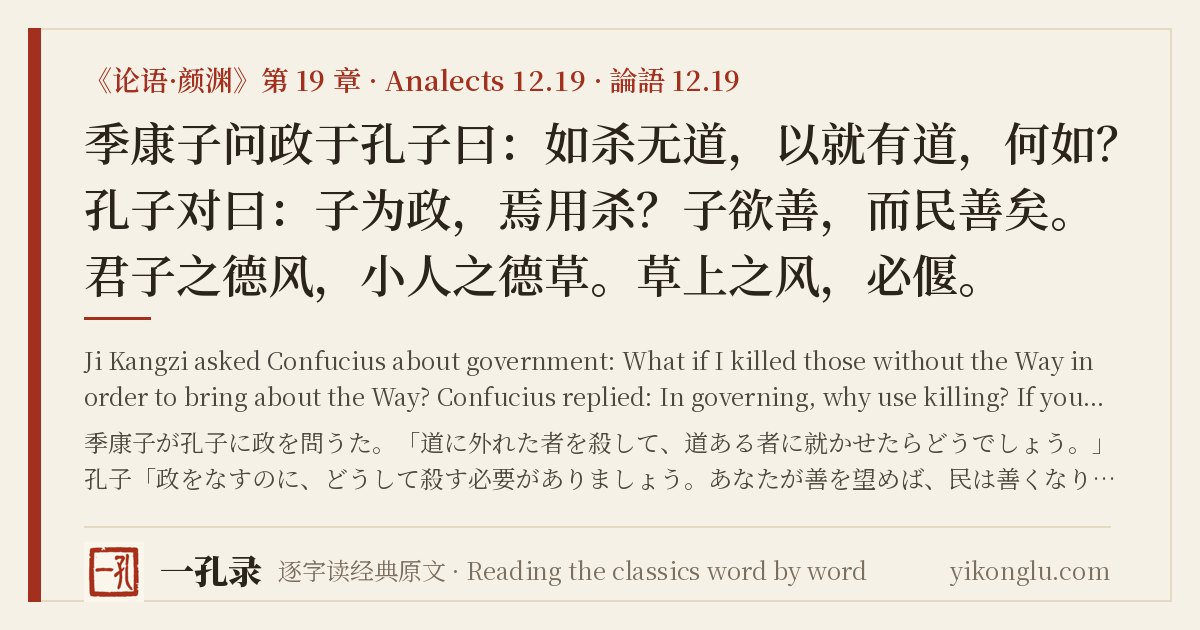 《论语·颜渊》第 19 章 · Analects 12.19 · 論語 12.19
季康子问政于孔子曰：如杀无道，以就有道，何如？
孔子对曰：子为政，焉用杀？子欲善，而民善矣。
君子之德风，小人之德草。草上之风，必偃。
Ji Kangzi asked Confucius about government: What if I killed those without the Way in
order to bring about the Way? Confucius replied: In governing, why use killing? If you...
季康子が孔子に政を問うた。「道に外れた者を殺して、道ある者に就かせたらどうでしょう。」
孔子「政をなすのに、どうして殺す必要がありましょう。あなたが善を望めば、民は善くなり…
一孔
一孔录 逐字读经典原文 · Reading the classics word by word yikonglu.com